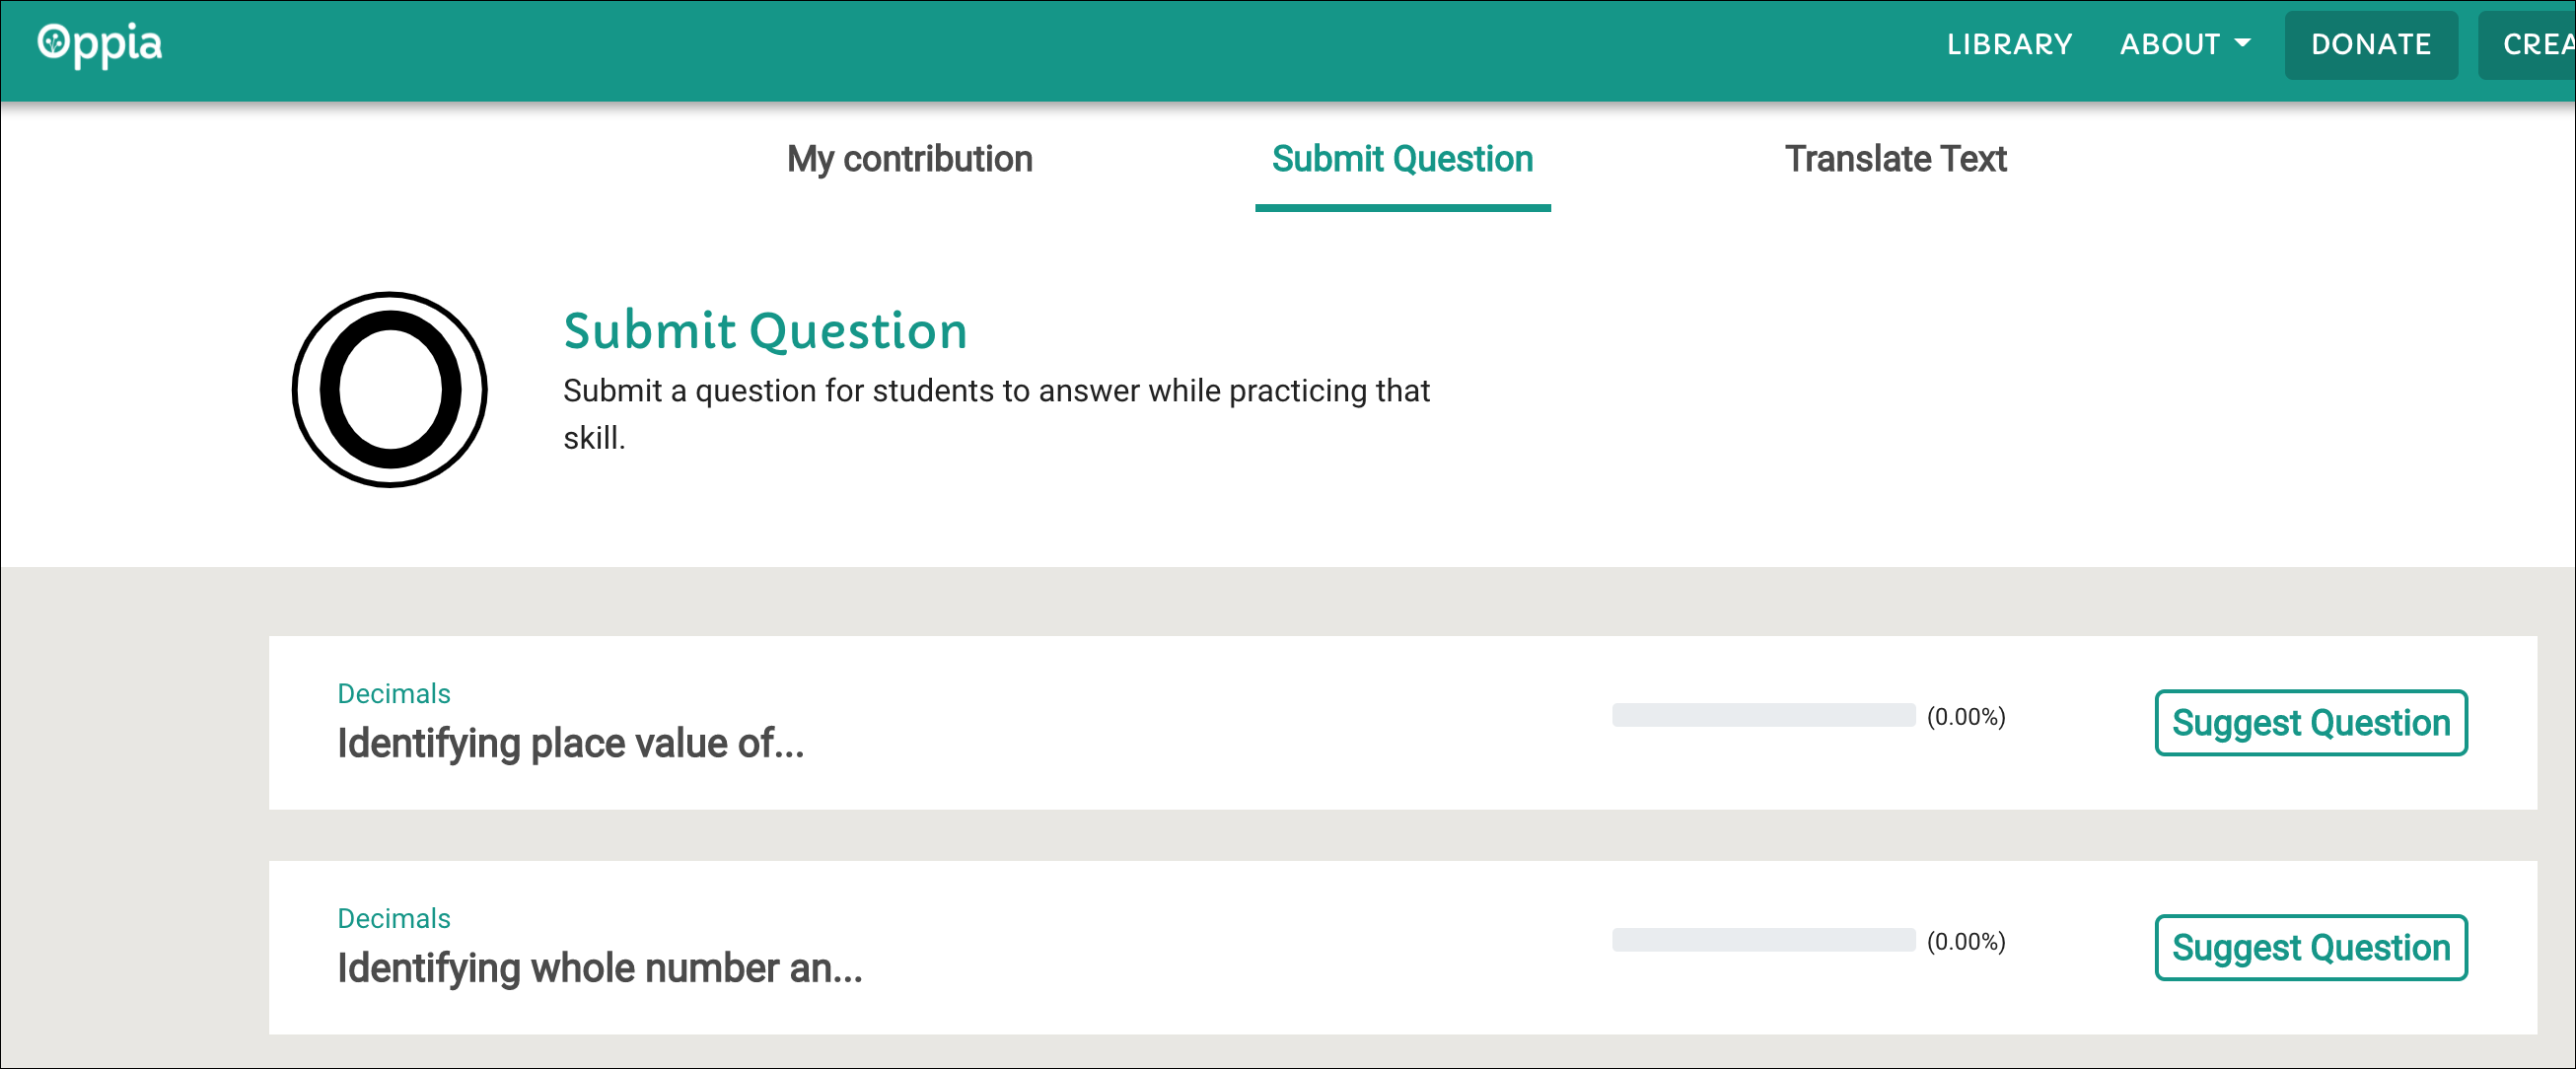 Oppia
LIBRARY
ABOUT
DONATE
CREA
My contribution
Submit Question
Translate Text
Submit Question
Submit a question for students to answer while practicing that
skill.
Decimals
Identifying place value of...
(0.00%)
Suggest Question
Decimals
Identifying whole number an...
(0.00%)
Suggest Question